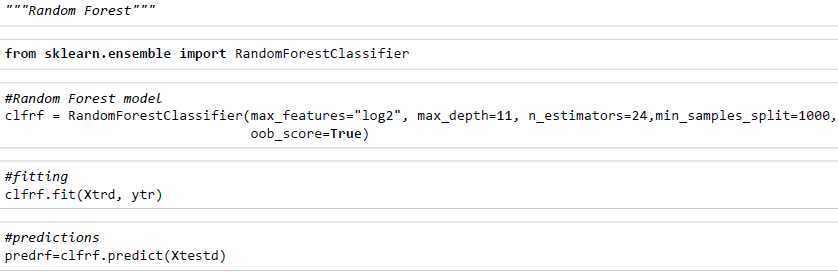 """Random Forest"""
from sklearn.ensemble import RandomForestClassifier
#Random Forest model
clfrf = RandomForestClassifier(max_features="log2", max_depth=11, n_estimators=24,min_samples_split=1000,
oob_score=True)
#fitting
clfrf.fit(Xtrd, ytr)
#predictions
predrf=clfrf.predict(Xtestd)